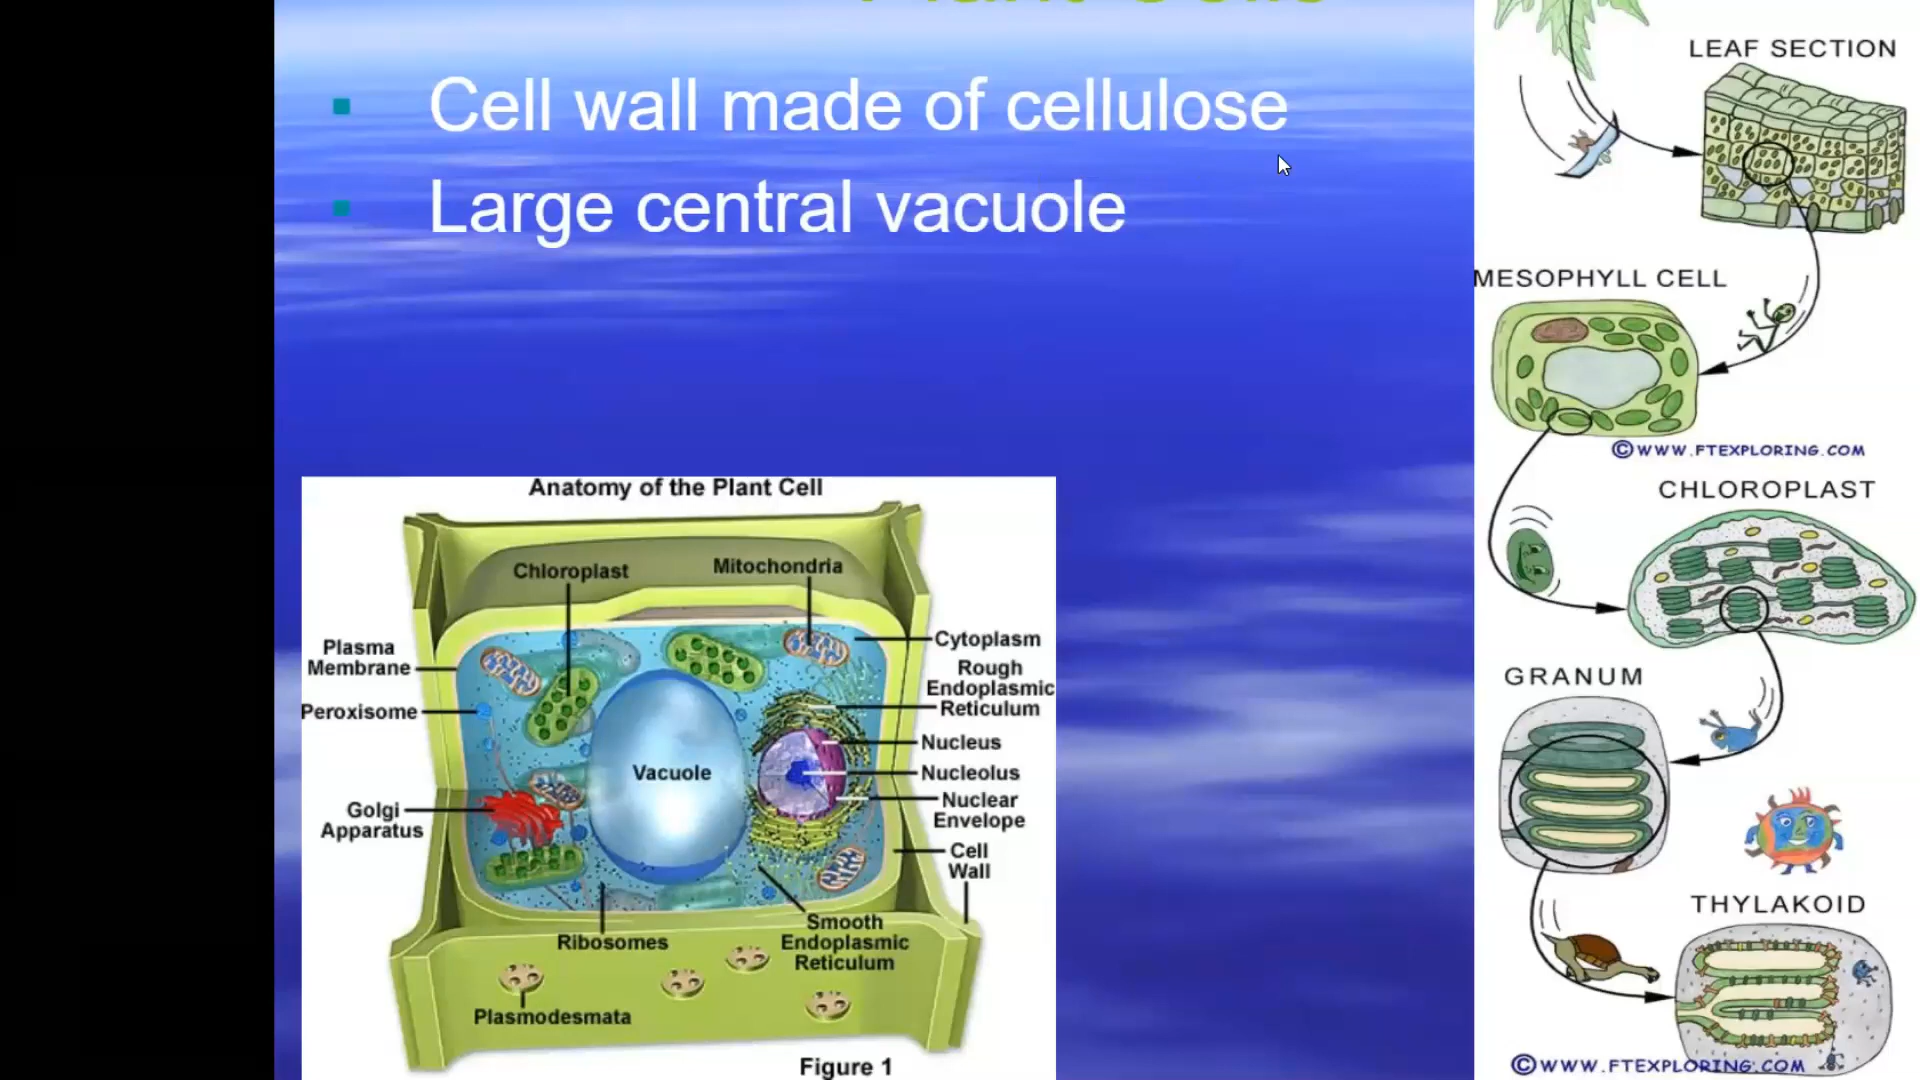 Cell wall made of cellulose
Large central vacuole
Anatomy of the Plant Cell
Chloroplast
Mitochondria
Plasma
Membrane
Peroxisome
Golgi
Apparatus
Vacuole
Cytoplasm
Rough
Endoplasmic
Reticulum
Nucleus
Nucleolus
Nuclear
Envelope
Cell
Wall
Smooth
Endoplasmic
Reticulum
Ribosomes
Plasmodesmata
Figure 1
LEAF SECTION
MESOPHYLL CELL
©WWW.FTEXPLORING.COM
CHLOROPLAST
GRANUM
THYLAKOID
©WWW.FTEXPLORING.COM